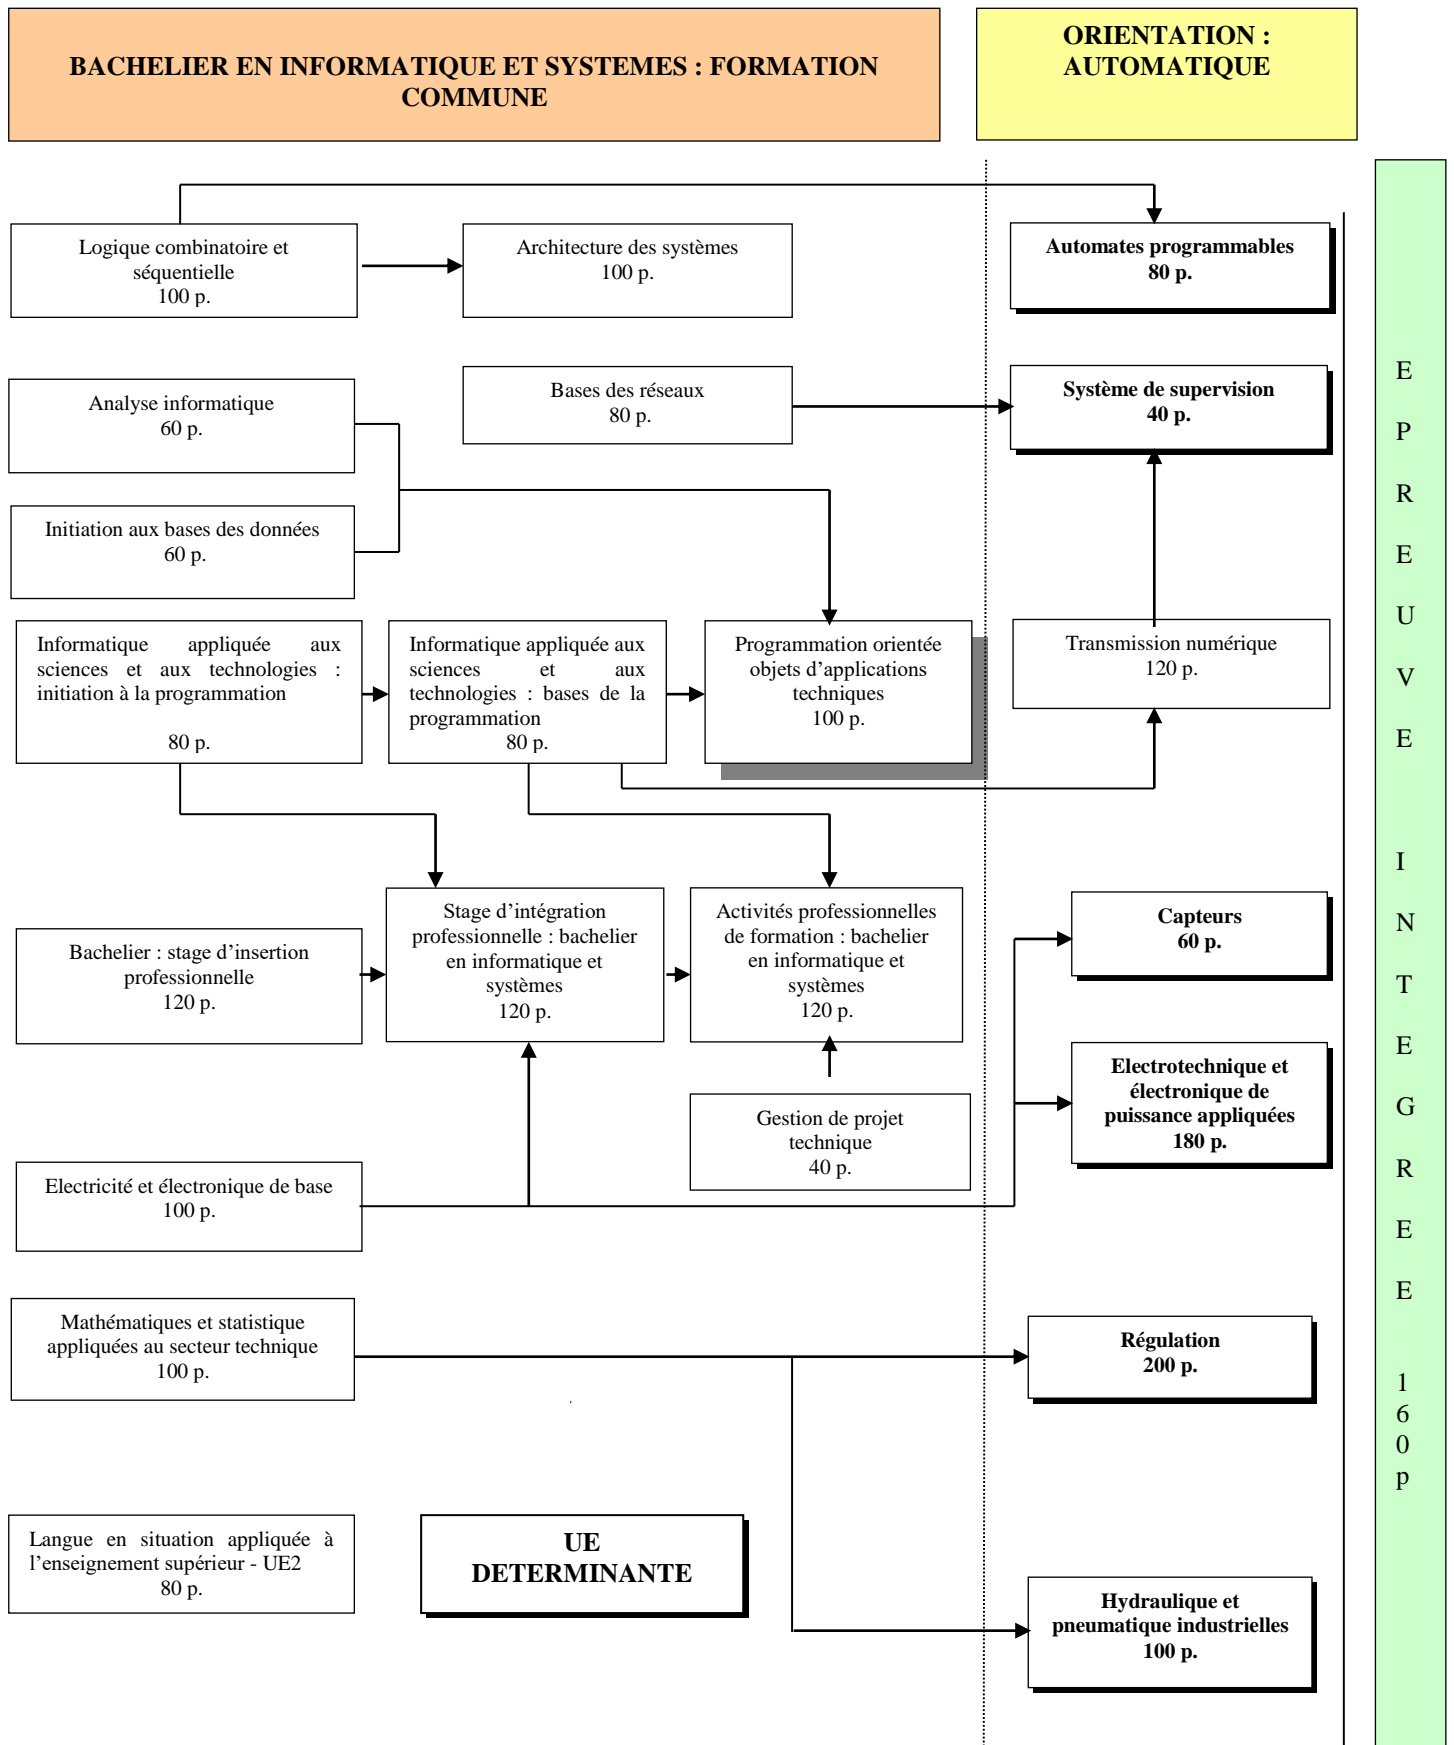 BACHELIER EN INFORMATIQUE ET SYSTEMES : FORMATION
COMMUNE
ORIENTATION :
AUTOMATIQUE
Logique combinatoire et
séquentielle
100 p.
Architecture des systèmes
100 p.
Automates programmables
80 p.
Analyse informatique
60 p.
Bases des réseaux
80 p.
Système de supervision
40 p.
Initiation aux bases des données
60 p.
Informatique appliquée aux
sciences et aux technologies :
initiation à la programmation
80 p.
Informatique appliquée aux
sciences et aux
technologies : bases de la
programmation
80 p.
Programmation orientée
objets d’applications
techniques
100 p.
Transmission numérique
120 p.
Bachelier : stage d’insertion
professionnelle
120 p.
Stage d’intégration
professionnelle : bachelier
en informatique et
systèmes
120 p.
Activités professionnelles
de formation : bachelier
en informatique et
systèmes
120 p.
Capteurs
60 p.
Electrotechnique et
électronique de
puissance appliquées
180 p.
Gestion de projet
technique
40 p.
Electricité et électronique de base
100 p.
Mathématiques et statistique
appliquées au secteur technique
100 p.
Régulation
200 p.
Langue en situation appliquée à
l’enseignement supérieur - UE2
80 p.
UE
DETERMINANTE
Hydraulique et
pneumatique industrielles
100 p.
E
P
R
E
U
V
E
I
N
T
E
G
R
E
E
1
6
0
p